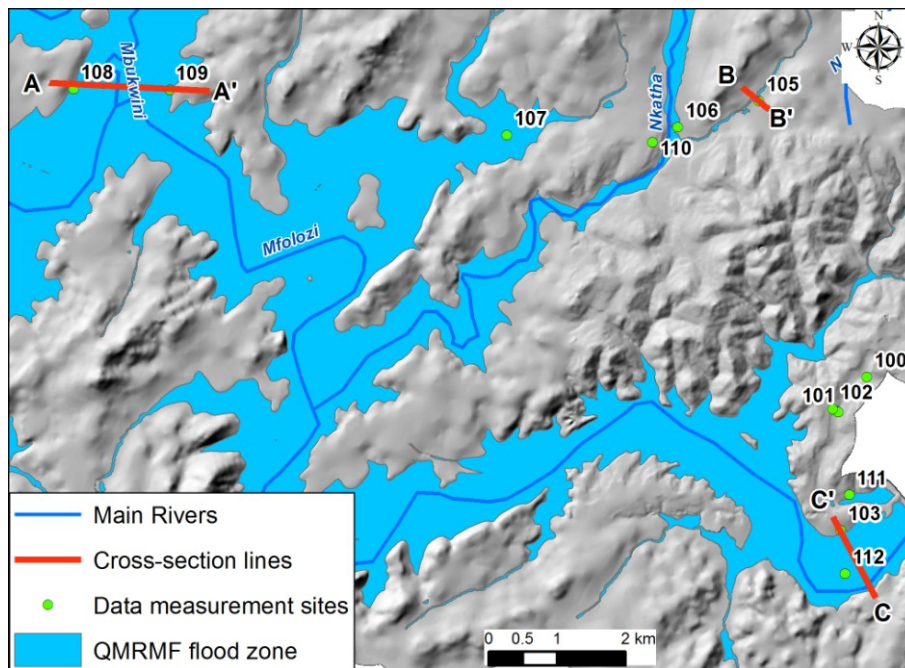 N
W E
S
N
A
108
Mbukwini
109
A'
B
105
B'
Nkatha
106
107
110
Mfolozi
100
101
102
111
C'
103
112
C
Main Rivers
Cross-section lines
Data measurement sites
QMRMF flood zone
0 0.5 1 2 km